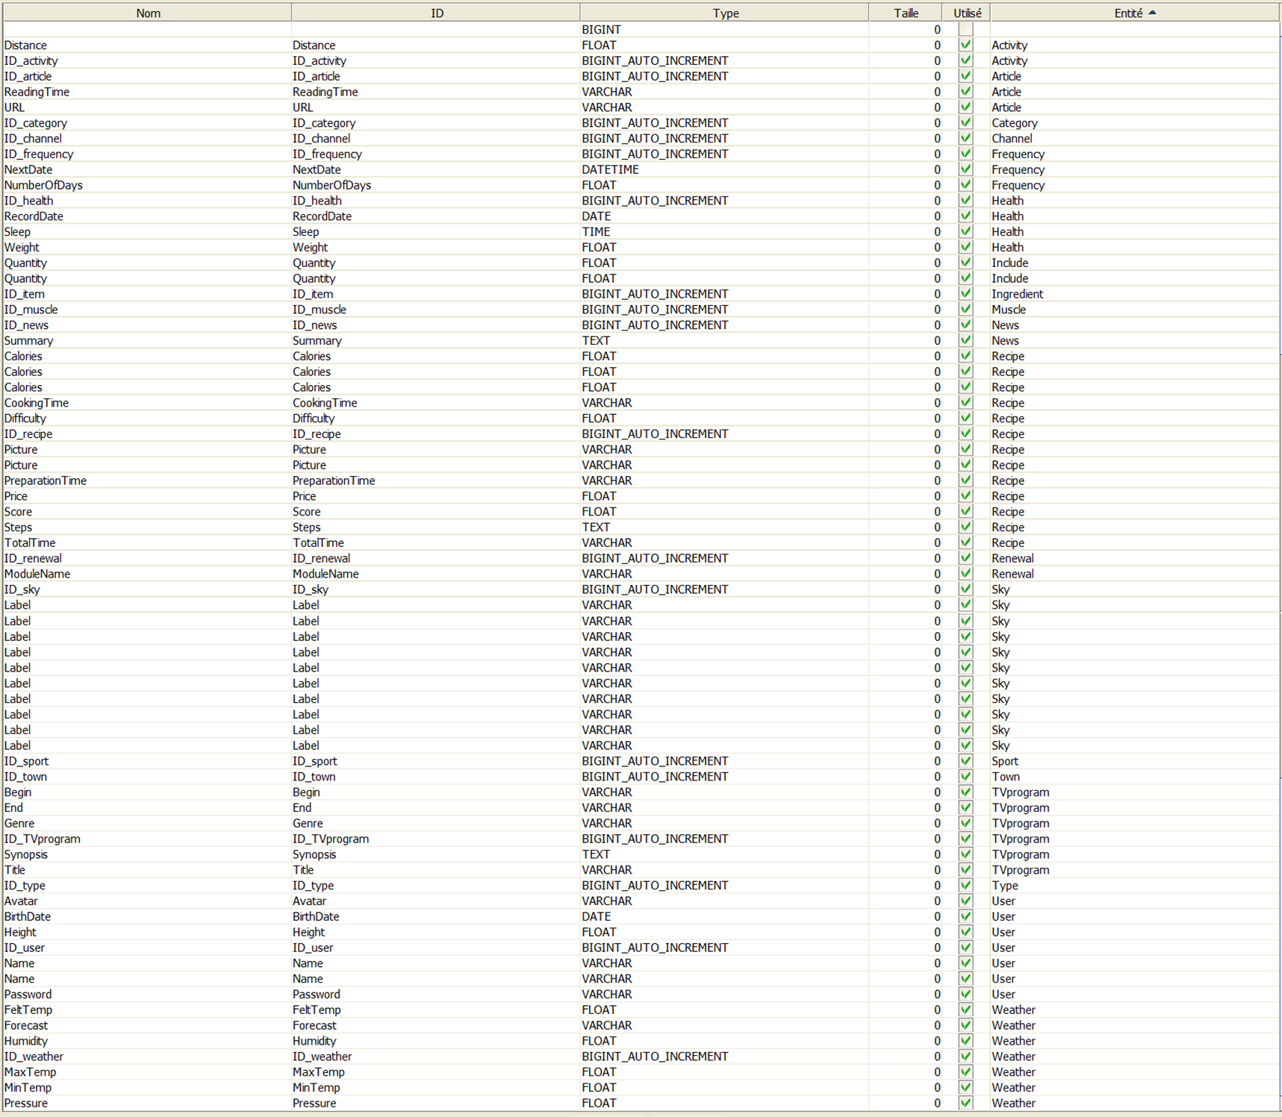 Nom ID Type Taille Utilisé Entité
BIGINT 0
Distance Distance FLOAT 0 Activity
ID_activity ID_activity BIGINT_AUTO_INCREMENT 0 Activity
ID_article ID_article BIGINT_AUTO_INCREMENT 0 Article
ReadingTime ReadingTime VARCHAR 0 Article
URL URL VARCHAR 0 Article
ID_category ID_category BIGINT_AUTO_INCREMENT 0 Category
ID_channel ID_channel BIGINT_AUTO_INCREMENT 0 Channel
ID_frequency ID_frequency BIGINT_AUTO_INCREMENT 0 Frequency
NextDate NextDate DATETIME 0 Frequency
NumberOfDays NumberOfDays FLOAT 0 Frequency
ID_health ID_health BIGINT_AUTO_INCREMENT 0 Health
RecordDate RecordDate DATE 0 Health
Sleep Sleep TIME 0 Health
Weight Weight FLOAT 0 Health
Quantity Quantity FLOAT 0 Include
Quantity Quantity FLOAT 0 Include
ID_item ID_item BIGINT_AUTO_INCREMENT 0 Ingredient
ID_muscle ID_muscle BIGINT_AUTO_INCREMENT 0 Muscle
ID_news ID_news BIGINT_AUTO_INCREMENT 0 News
Summary Summary TEXT 0 News
Calories Calories FLOAT 0 Recipe
Calories Calories FLOAT 0 Recipe
Calories Calories FLOAT 0 Recipe
CookingTime CookingTime VARCHAR 0 Recipe
Difficulty Difficulty FLOAT 0 Recipe
ID_recipe ID_recipe BIGINT_AUTO_INCREMENT 0 Recipe
Picture Picture VARCHAR 0 Recipe
Picture Picture VARCHAR 0 Recipe
PreparationTime PreparationTime VARCHAR 0 Recipe
Price Price FLOAT 0 Recipe
Score Score FLOAT 0 Recipe
Steps Steps TEXT 0 Recipe
TotalTime TotalTime VARCHAR 0 Recipe
ID_renewal ID_renewal BIGINT_AUTO_INCREMENT 0 Renewal
ModuleName ModuleName VARCHAR 0 Renewal
ID_sky ID_sky BIGINT_AUTO_INCREMENT 0 Sky
Label Label VARCHAR 0 Sky
Label Label VARCHAR 0 Sky
Label Label VARCHAR 0 Sky
Label Label VARCHAR 0 Sky
Label Label VARCHAR 0 Sky
Label Label VARCHAR 0 Sky
Label Label VARCHAR 0 Sky
Label Label VARCHAR 0 Sky
Label Label VARCHAR 0 Sky
Label Label VARCHAR 0 Sky
ID_sport ID_sport BIGINT_AUTO_INCREMENT 0 Sport
ID_town ID_town BIGINT_AUTO_INCREMENT 0 Town
Begin Begin VARCHAR 0 TVprogram
End End VARCHAR 0 TVprogram
Genre Genre VARCHAR 0 TVprogram
ID_TVprogram ID_TVprogram BIGINT_AUTO_INCREMENT 0 TVprogram
Synopsis Synopsis TEXT 0 TVprogram
Title Title VARCHAR 0 TVprogram
ID_type ID_type BIGINT_AUTO_INCREMENT 0 Type
Avatar Avatar VARCHAR 0 User
BirthDate BirthDate DATE 0 User
Height Height FLOAT 0 User
ID_user ID_user BIGINT_AUTO_INCREMENT 0 User
Name Name VARCHAR 0 User
Name Name VARCHAR 0 User
Password Password VARCHAR 0 User
FeltTemp FeltTemp FLOAT 0 Weather
Forecast Forecast VARCHAR 0 Weather
Humidity Humidity FLOAT 0 Weather
ID_weather ID_weather BIGINT_AUTO_INCREMENT 0 Weather
MaxTemp MaxTemp FLOAT 0 Weather
MinTemp MinTemp FLOAT 0 Weather
Pressure Pressure FLOAT 0 Weather